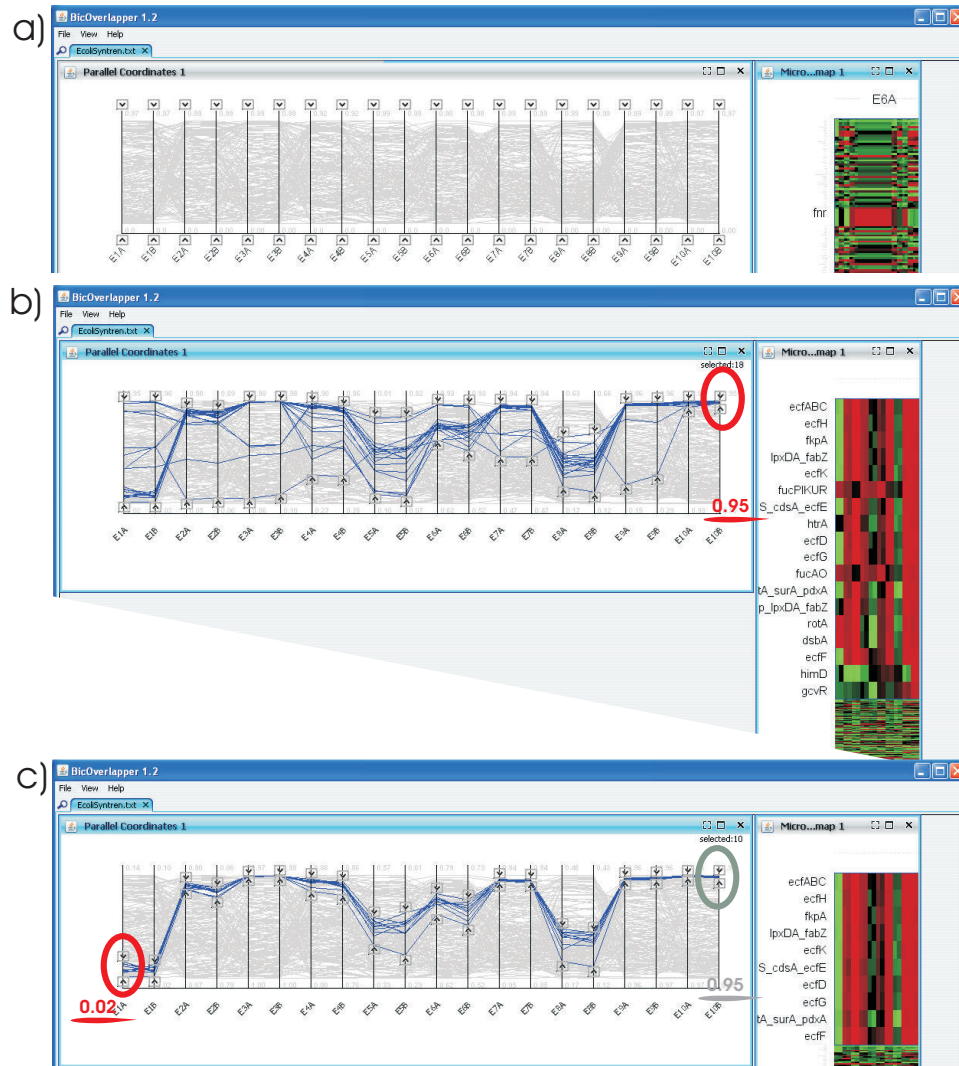 a)
BicOverlapper 1.2
File View Help
EcoliSyntren.txt
Parallel Coordinates 1
Micro...map 1
E6A
fnr
E1A E1B E2A E2B E3A E3B E4A E4B E5A E5B E6A E6B E7A E7B E8A E8B E9A E9B E10A E10B
b)
BicOverlapper 1.2
File View Help
EcoliSyntren.txt
Parallel Coordinates 1
selected:18
Micro...map 1
0.95
E1A E1B E2A E2B E3A E3B E4A E4B E5A E5B E6A E6B E7A E7B E8A E8B E9A E9B E10A E10B
ecfABC
ecfH
fkpA
lpxDA_fabZ
ecfK
fucPIKUR
S_cdsA_ecfE
htrA
ecfD
ecfG
fucAO
tA_surA_pdxA
p_lpxDA_fabZ
rotA
dsbA
ecfF
himD
gcvR
c)
BicOverlapper 1.2
File View Help
EcoliSyntren.txt
Parallel Coordinates 1
selected:10
Micro...map 1
0.02
0.95
E1A E1B E2A E2B E3A E3B E4A E4B E5A E5B E6A E6B E7A E7B E8A E8B E9A E9B E10A E10B
ecfABC
ecfH
fkpA
lpxDA_fabZ
ecfK
S_cdsA_ecfE
ecfD
ecfG
tA_surA_pdxA
ecfF